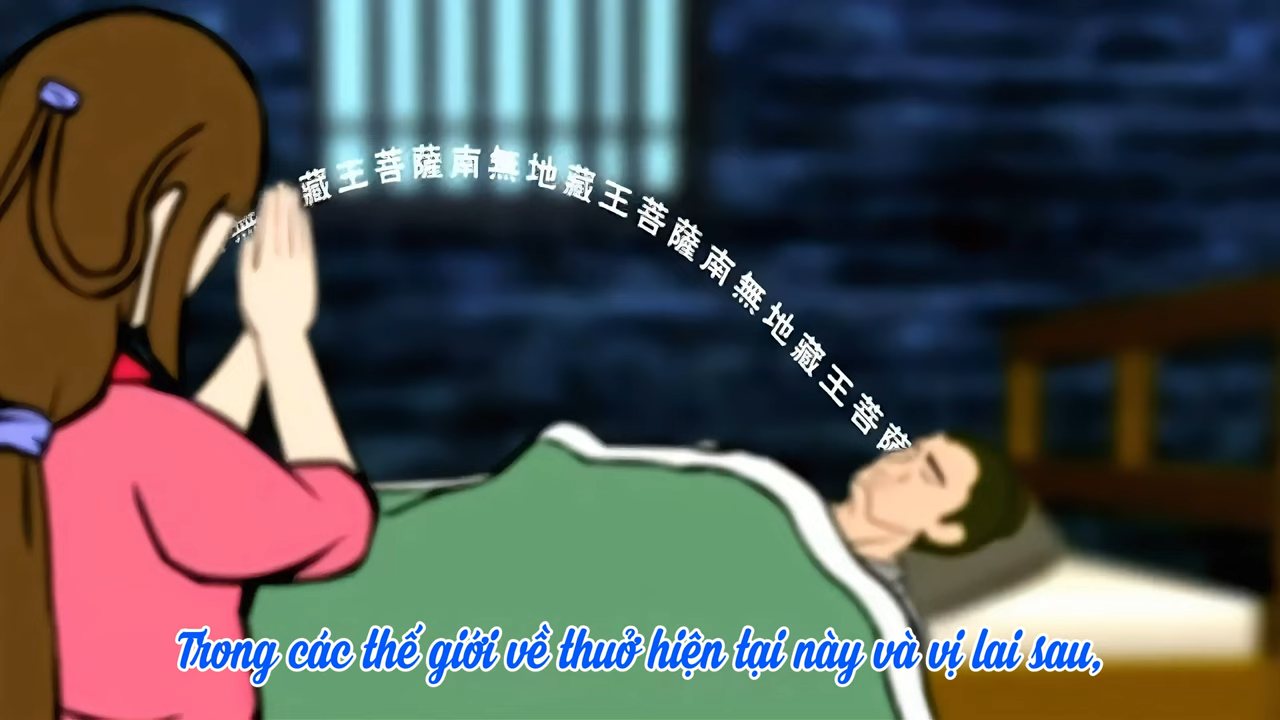 無 藏王菩薩南無地藏王菩薩南無地藏王菩薩
Trong các thế giới về thuở hiện tại này và vị lai sau,